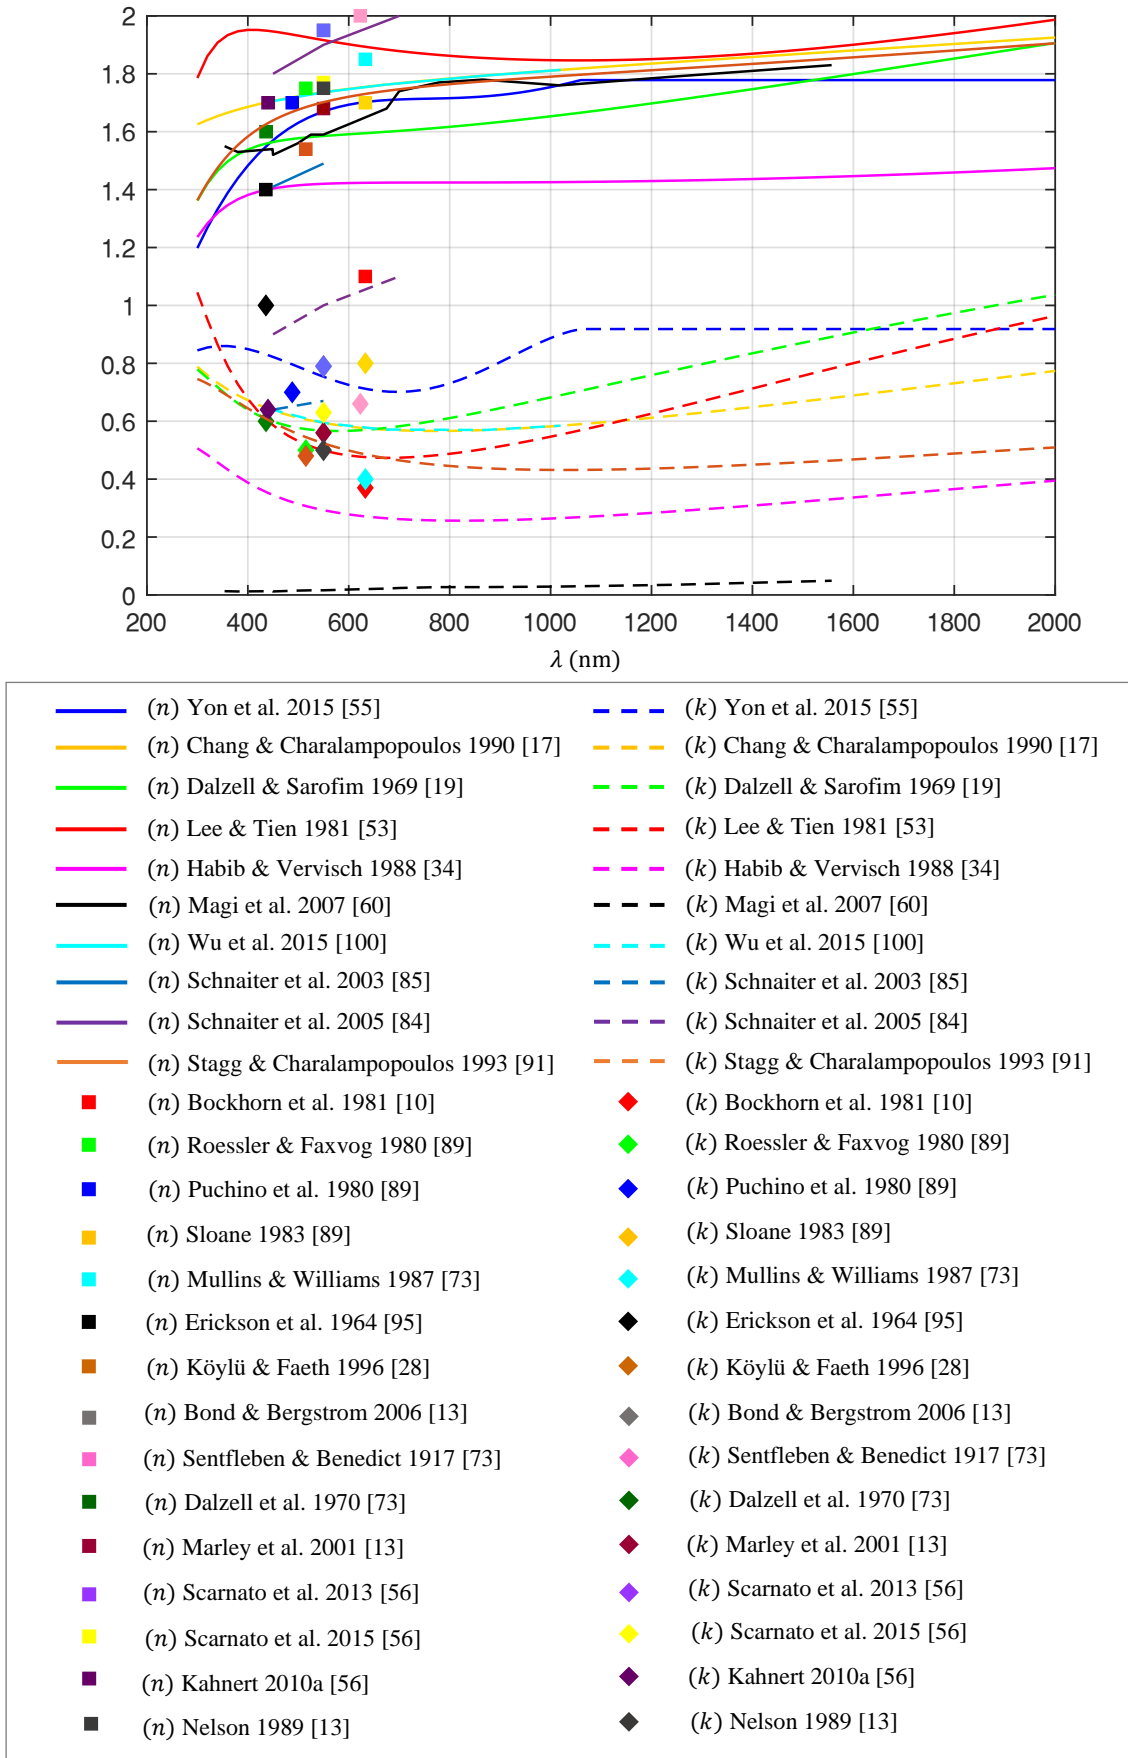 2
1.8
1.6
1.4
1.2
1
0.8
0.6
0.4
0.2
0
200 400 600 800 1000 1200 1400 1600 1800 2000
λ (nm)
(n) Yon et al. 2015 [55] (k) Yon et al. 2015 [55]
(n) Chang & Charalampopoulos 1990 [17] (k) Chang & Charalampopoulos 1990 [17]
(n) Dalzell & Sarofim 1969 [19] (k) Dalzell & Sarofim 1969 [19]
(n) Lee & Tien 1981 [53] (k) Lee & Tien 1981 [53]
(n) Habib & Vervisch 1988 [34] (k) Habib & Vervisch 1988 [34]
(n) Magi et al. 2007 [60] (k) Magi et al. 2007 [60]
(n) Wu et al. 2015 [100] (k) Wu et al. 2015 [100]
(n) Schnaiter et al. 2003 [85] (k) Schnaiter et al. 2003 [85]
(n) Schnaiter et al. 2005 [84] (k) Schnaiter et al. 2005 [84]
(n) Stagg & Charalampopoulos 1993 [91] (k) Stagg & Charalampopoulos 1993 [91]
(n) Bockhorn et al. 1981 [10] (k) Bockhorn et al. 1981 [10]
(n) Roessler & Faxvog 1980 [89] (k) Roessler & Faxvog 1980 [89]
(n) Puchino et al. 1980 [89] (k) Puchino et al. 1980 [89]
(n) Sloane 1983 [89] (k) Sloane 1983 [89]
(n) Mullins & Williams 1987 [73] (k) Mullins & Williams 1987 [73]
(n) Erickson et al. 1964 [95] (k) Erickson et al. 1964 [95]
(n) Köylü & Faeth 1996 [28] (k) Köylü & Faeth 1996 [28]
(n) Bond & Bergstrom 2006 [13] (k) Bond & Bergstrom 2006 [13]
(n) Sentfleben & Benedict 1917 [73] (k) Sentfleben & Benedict 1917 [73]
(n) Dalzell et al. 1970 [73] (k) Dalzell et al. 1970 [73]
(n) Marley et al. 2001 [13] (k) Marley et al. 2001 [13]
(n) Scarnato et al. 2013 [56] (k) Scarnato et al. 2013 [56]
(n) Scarnato et al. 2015 [56] (k) Scarnato et al. 2015 [56]
(n) Kahnert 2010a [56] (k) Kahnert 2010a [56]
(n) Nelson 1989 [13] (k) Nelson 1989 [13]